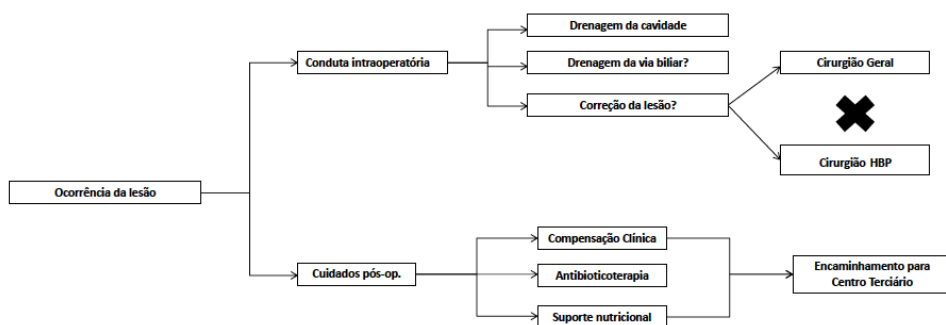 Drenagem da cavidade
Conduta intraoperatória
Drenagem da via biliar?
Cirurgião Geral
Correção da lesão?
Cirurgião HBP
Ocorrência da lesão
Compensação Clínica
Cuidados pós-op.
Antibioticoterapia
Encaminhamento para
Centro Terciário
Suporte nutricional